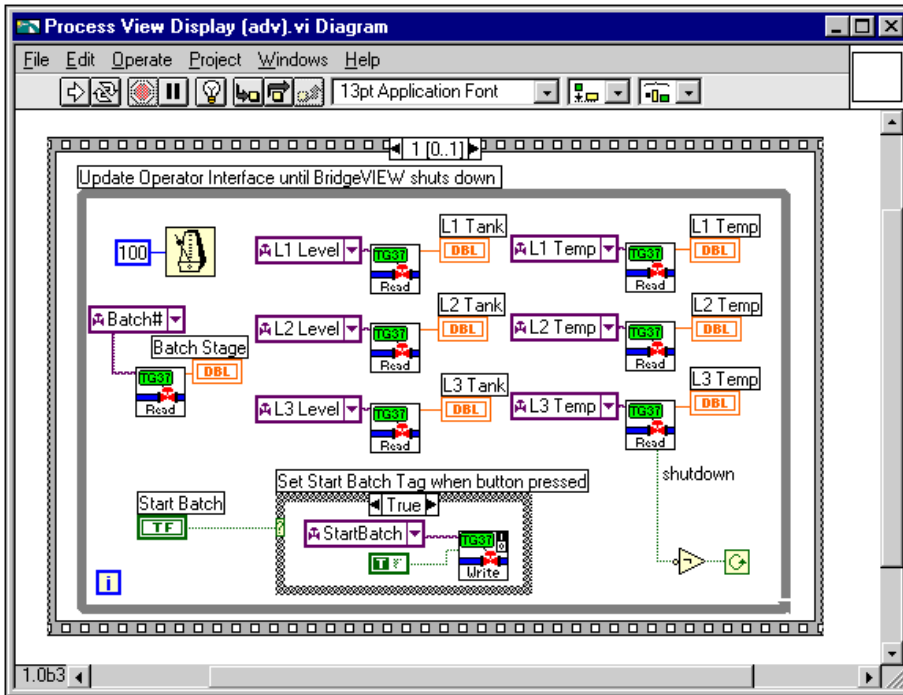 Process View Display (adv).vi Diagram
File Edit Operate Project Windows Help
13pt Application Font
1 [0..1]
Update Operator Interface until BridgeVIEW shuts down
100
L1 Level
TG37
Read
L1 Tank
DBL
L1 Temp
TG37
Read
L1 Temp
DBL
Batch#
TG37
Read
Batch Stage
DBL
L2 Level
TG37
Read
L2 Tank
DBL
L2 Temp
TG37
Read
L2 Temp
DBL
L3 Level
TG37
Read
L3 Tank
DBL
L3 Temp
TG37
Read
L3 Temp
DBL
shutdown
Set Start Batch Tag when button pressed
Start Batch
TF
?
True
StartBatch
TG37
1
0
T F
Write
i
1.0b3